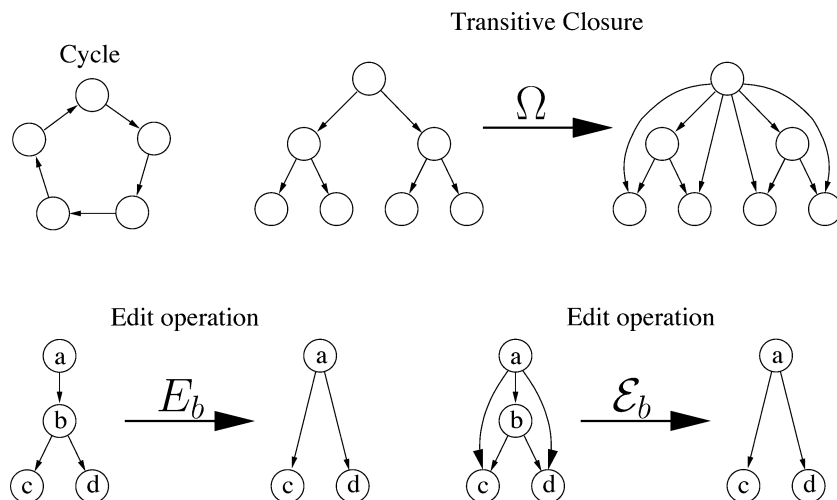 Transitive Closure
Cycle
Ω
Edit operation
Edit operation
a
a
a
a
E_b
ℰ_b
b
b
c
d
c
d
c
d
c
d